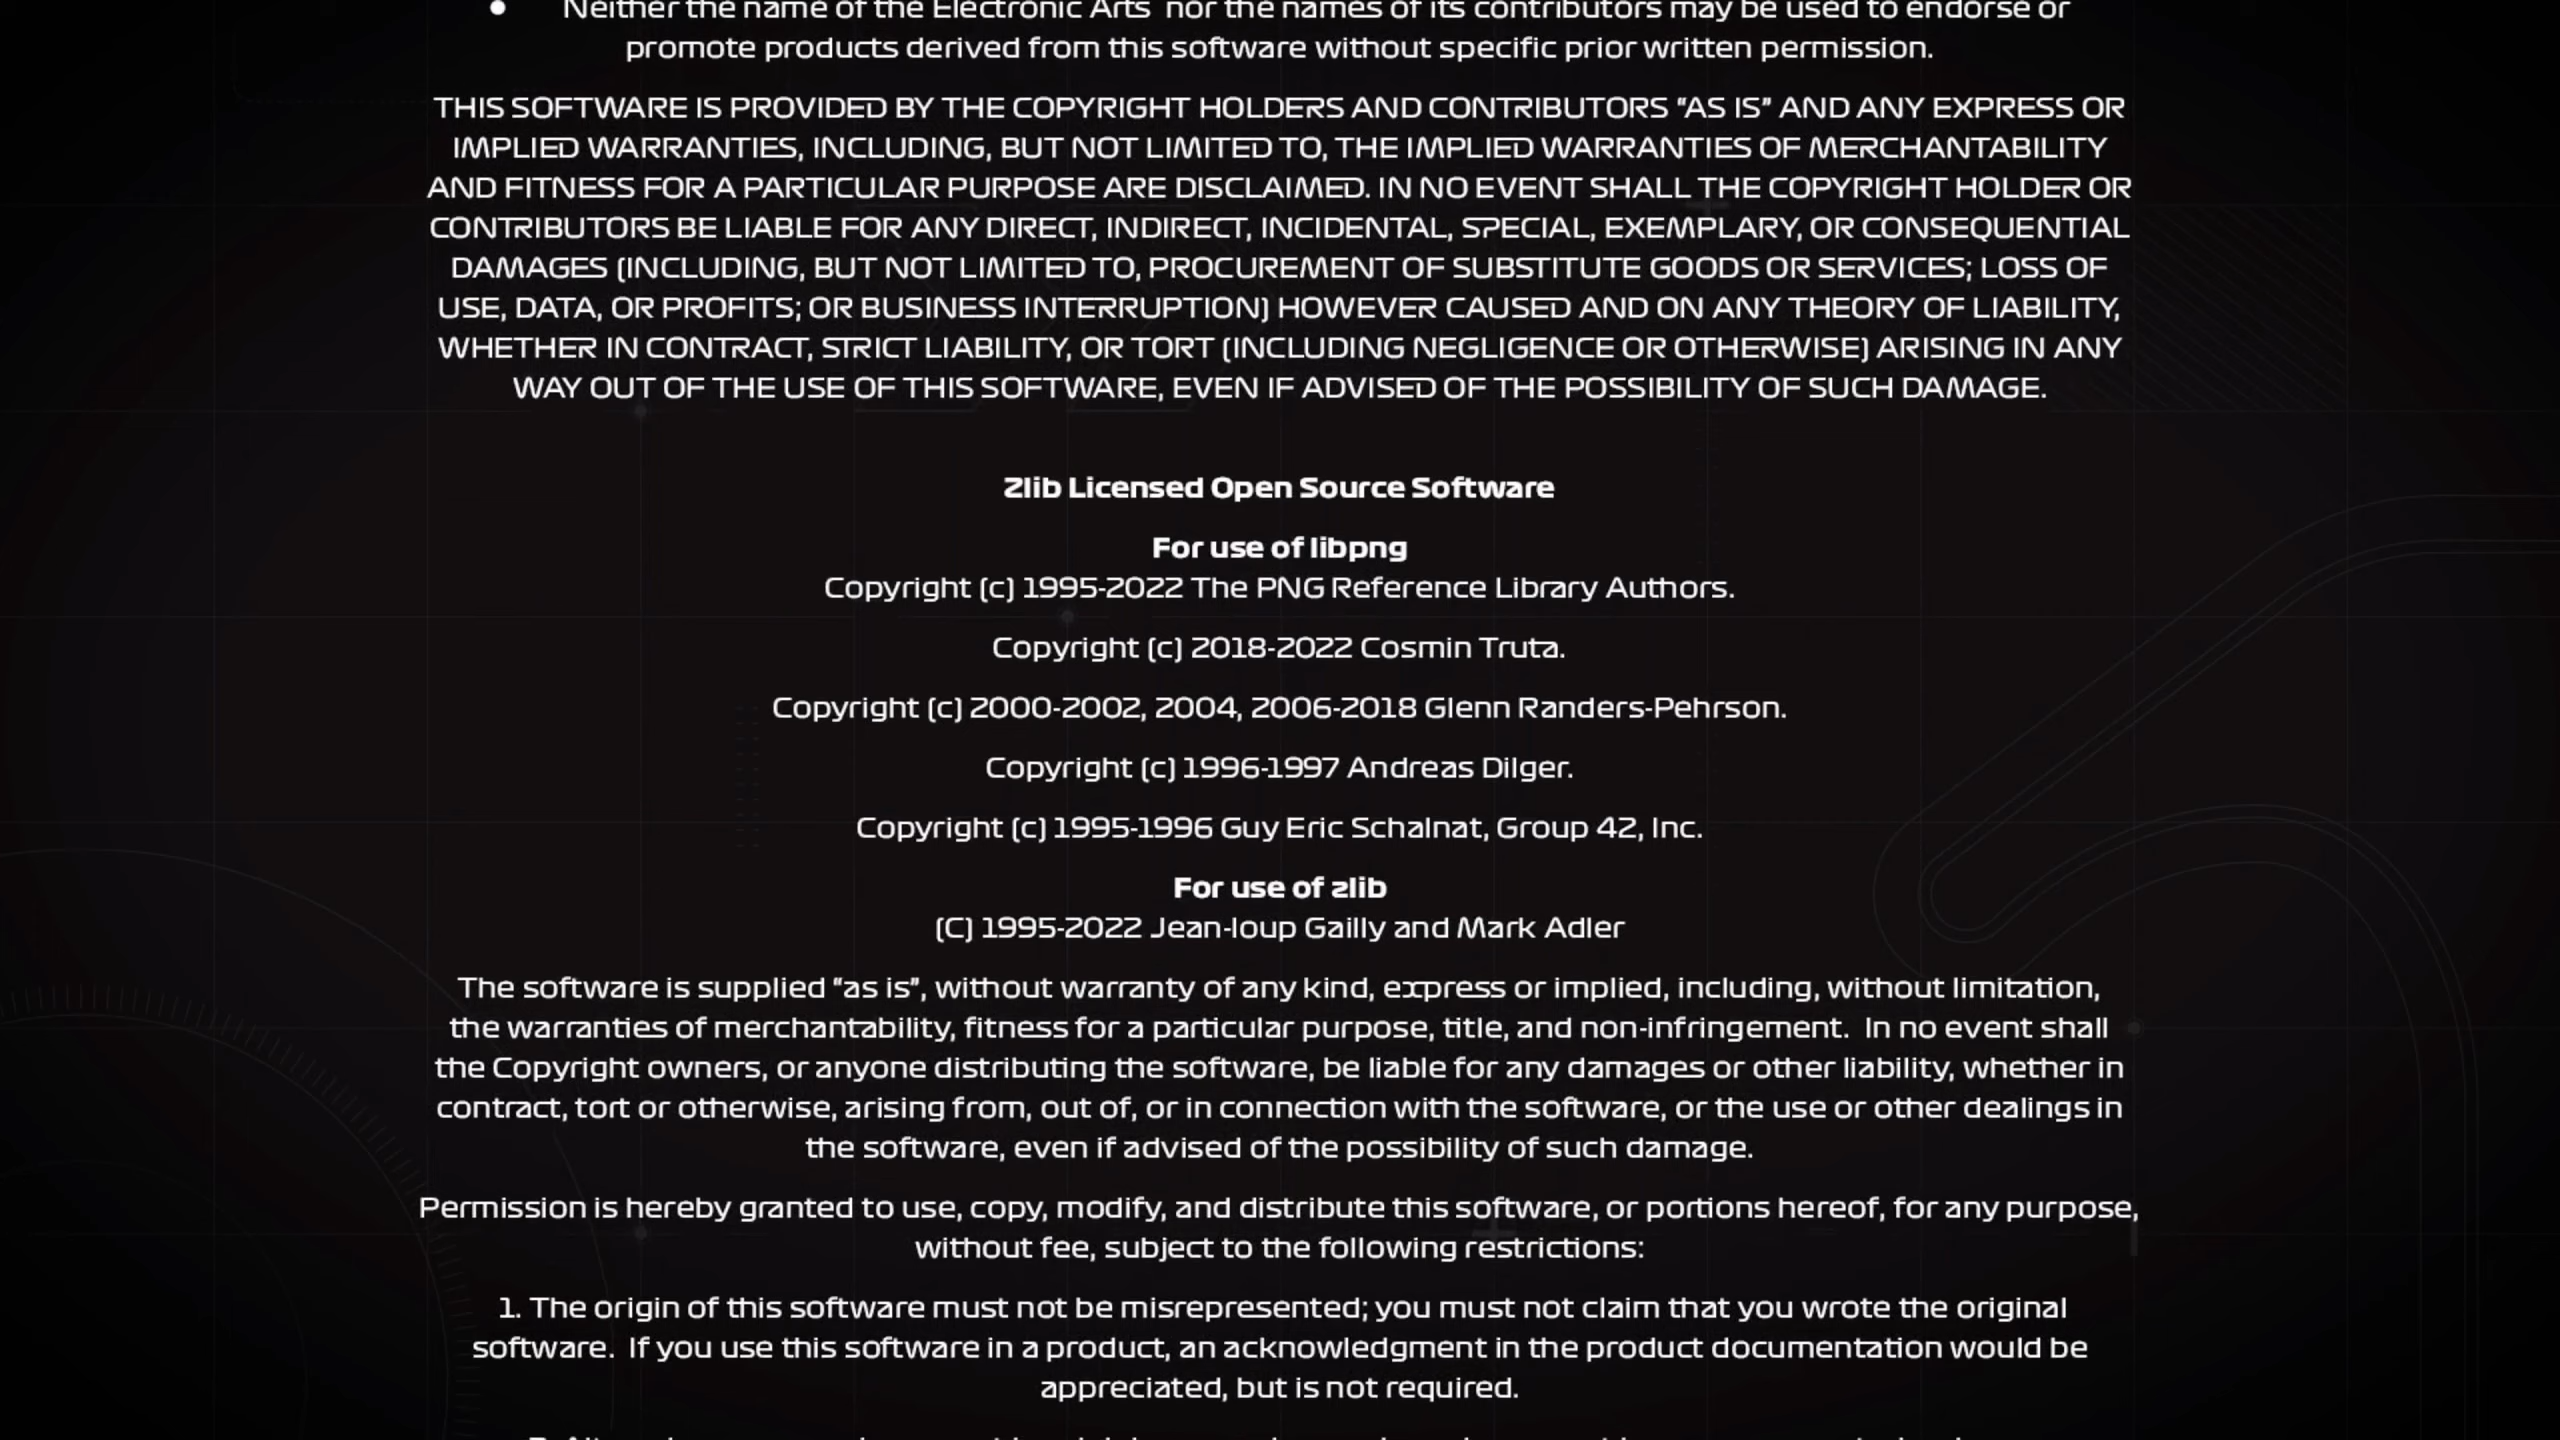 Neither the name of the Electronic Arts  nor the names of its contributors may be used to endorse or
promote products derived from this software without specific prior written permission.
THIS SOFTWARE IS PROVIDED BY THE COPYRIGHT HOLDERS AND CONTRIBUTORS “AS IS” AND ANY EXPRESS OR
IMPLIED WARRANTIES, INCLUDING, BUT NOT LIMITED TO, THE IMPLIED WARRANTIES OF MERCHANTABILITY
AND FITNESS FOR A PARTICULAR PURPOSE ARE DISCLAIMED. IN NO EVENT SHALL THE COPYRIGHT HOLDER OR
CONTRIBUTORS BE LIABLE FOR ANY DIRECT, INDIRECT, INCIDENTAL, SPECIAL, EXEMPLARY, OR CONSEQUENTIAL
DAMAGES (INCLUDING, BUT NOT LIMITED TO, PROCUREMENT OF SUBSTITUTE GOODS OR SERVICES; LOSS OF
USE, DATA, OR PROFITS; OR BUSINESS INTERRUPTION) HOWEVER CAUSED AND ON ANY THEORY OF LIABILITY,
WHETHER IN CONTRACT, STRICT LIABILITY, OR TORT (INCLUDING NEGLIGENCE OR OTHERWISE) ARISING IN ANY
WAY OUT OF THE USE OF THIS SOFTWARE, EVEN IF ADVISED OF THE POSSIBILITY OF SUCH DAMAGE.
Zlib Licensed Open Source Software
For use of libpng
Copyright (c) 1995-2022 The PNG Reference Library Authors.
Copyright (c) 2018-2022 Cosmin Truta.
Copyright (c) 2000-2002, 2004, 2006-2018 Glenn Randers-Pehrson.
Copyright (c) 1996-1997 Andreas Dilger.
Copyright (c) 1995-1996 Guy Eric Schalnat, Group 42, Inc.
For use of zlib
(C) 1995-2022 Jean-loup Gailly and Mark Adler
The software is supplied “as is”, without warranty of any kind, express or implied, including, without limitation,
the warranties of merchantability, fitness for a particular purpose, title, and non-infringement.  In no event shall
the Copyright owners, or anyone distributing the software, be liable for any damages or other liability, whether in
contract, tort or otherwise, arising from, out of, or in connection with the software, or the use or other dealings in
the software, even if advised of the possibility of such damage.
Permission is hereby granted to use, copy, modify, and distribute this software, or portions hereof, for any purpose,
without fee, subject to the following restrictions:
1. The origin of this software must not be misrepresented; you must not claim that you wrote the original
software.  If you use this software in a product, an acknowledgment in the product documentation would be
appreciated, but is not required.